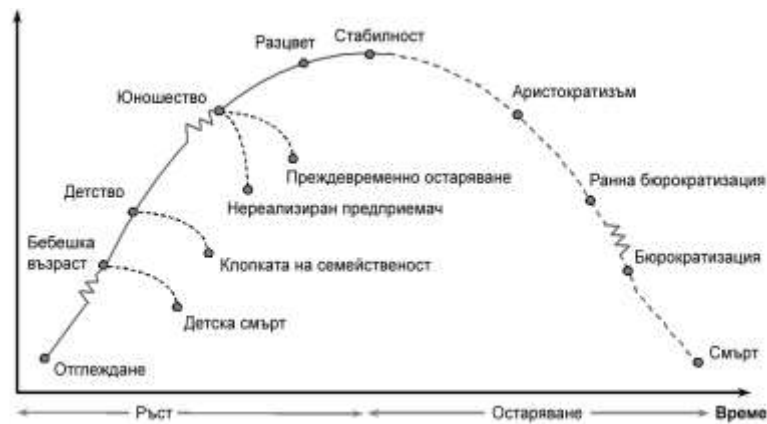 Стабилност
Разцвет
Юношество
Аристократизъм
Преждевременно остаряване
Ранна бюрократизация
Детство
Нереализиран предприемач
Бебешка
възраст
Клопката на семейственост
Бюрократизация
Детска смърт
Отглеждане
Смърт
Ръст
Остаряване
Време